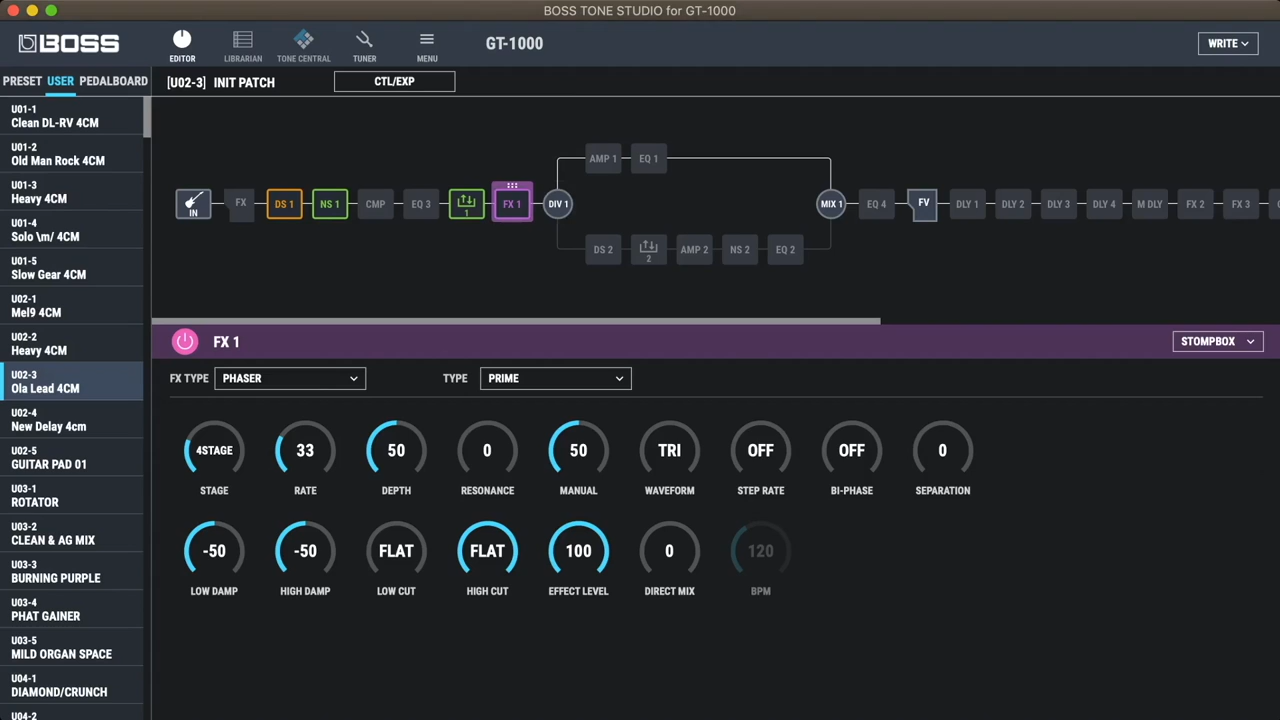 BOSS TONE STUDIO for GT-1000
BOSS
EDITOR
LIBRARIAN
TONE CENTRAL
TUNER
MENU
GT-1000
WRITE
PRESET USER PEDALBOARD
[U02-3] INIT PATCH
CTL/EXP
U01-1
Clean DL-RV 4CM
U01-2
Old Man Rock 4CM
U01-3
Heavy 4CM
U01-4
Solo \m/ 4CM
U01-5
Slow Gear 4CM
U02-1
Mel9 4CM
U02-2
Heavy 4CM
U02-3
Ola Lead 4CM
U02-4
New Delay 4cm
U02-5
GUITAR PAD 01
U03-1
ROTATOR
U03-2
CLEAN & AG MIX
U03-3
BURNING PURPLE
U03-4
PHAT GAINER
U03-5
MILD ORGAN SPACE
U04-1
DIAMOND/CRUNCH
U04-2
AMP 1 EQ 1
IN FX DS 1 NS 1 CMP EQ 3 1 FX 1 DIV 1 MIX 1 EQ 4 FV DLY 1 DLY 2 DLY 3 DLY 4 M DLY FX 2 FX 3
DS 2 2 AMP 2 NS 2 EQ 2
FX 1
STOMPBOX
FX TYPE PHASER TYPE PRIME
4STAGE 33 50 0 50 TRI OFF OFF 0
STAGE RATE DEPTH RESONANCE MANUAL WAVEFORM STEP RATE BI-PHASE SEPARATION
-50 -50 FLAT FLAT 100 0 120
LOW DAMP HIGH DAMP LOW CUT HIGH CUT EFFECT LEVEL DIRECT MIX BPM